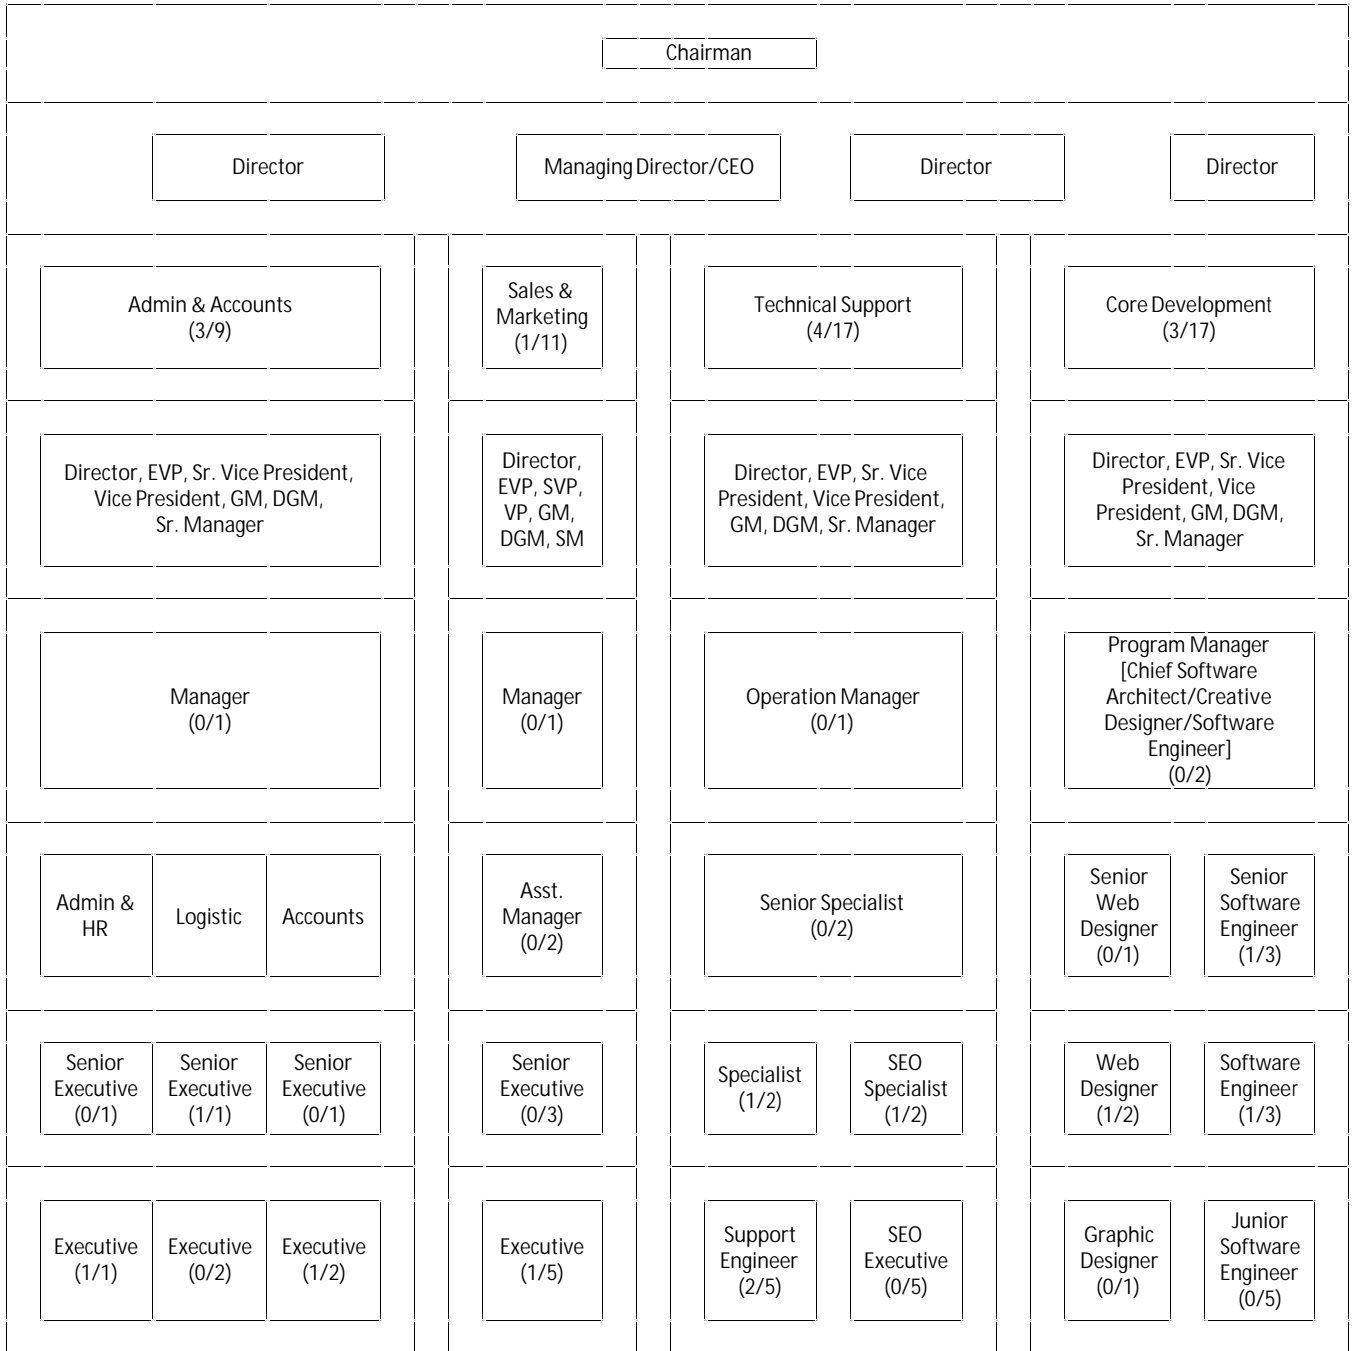 Chairman
Director
Managing Director/CEO
Director
Director
Admin & Accounts
(3/9)
Sales &
Marketing
(1/11)
Technical Support
(4/17)
Core Development
(3/17)
Director, EVP, Sr. Vice President,
Vice President, GM, DGM,
Sr. Manager
Director,
EVP, SVP,
VP, GM,
DGM, SM
Director, EVP, Sr. Vice
President, Vice President,
GM, DGM, Sr. Manager
Director, EVP, Sr. Vice
President, Vice
President, GM, DGM,
Sr. Manager
Manager
(0/1)
Manager
(0/1)
Operation Manager
(0/1)
Program Manager
[Chief Software
Architect/Creative
Designer/Software
Engineer]
(0/2)
Admin &
HR
Logistic
Accounts
Asst.
Manager
(0/2)
Senior Specialist
(0/2)
Senior
Web
Designer
(0/1)
Senior
Software
Engineer
(1/3)
Senior
Executive
(0/1)
Senior
Executive
(1/1)
Senior
Executive
(0/1)
Senior
Executive
(0/3)
Specialist
(1/2)
SEO
Specialist
(1/2)
Web
Designer
(1/2)
Software
Engineer
(1/3)
Executive
(1/1)
Executive
(0/2)
Executive
(1/2)
Executive
(1/5)
Support
Engineer
(2/5)
SEO
Executive
(0/5)
Graphic
Designer
(0/1)
Junior
Software
Engineer
(0/5)